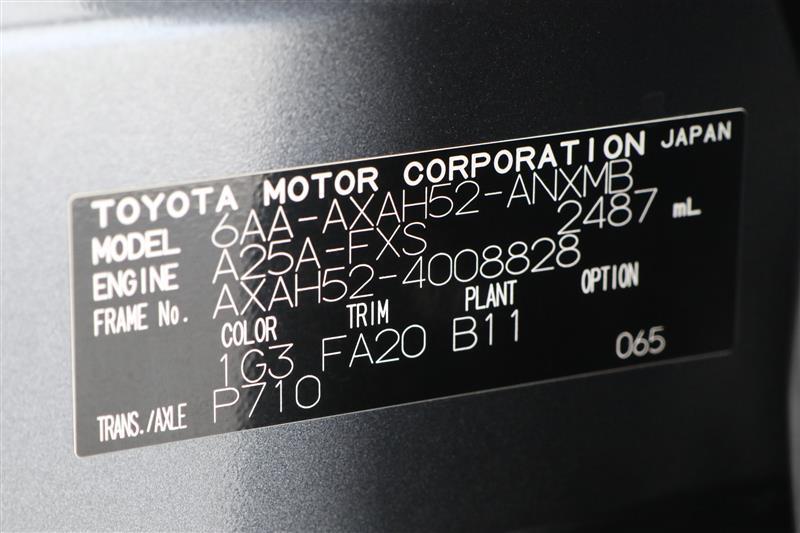 TOYOTA MOTOR CORPORATION JAPAN
MODEL 6AA-AXAH52-ANXMB
ENGINE A25A-FXS 2487 mL
FRAME No. AXAH52-4008828
COLOR TRIM PLANT OPTION
1G3 FA20 B11
TRANS./AXLE P710 065